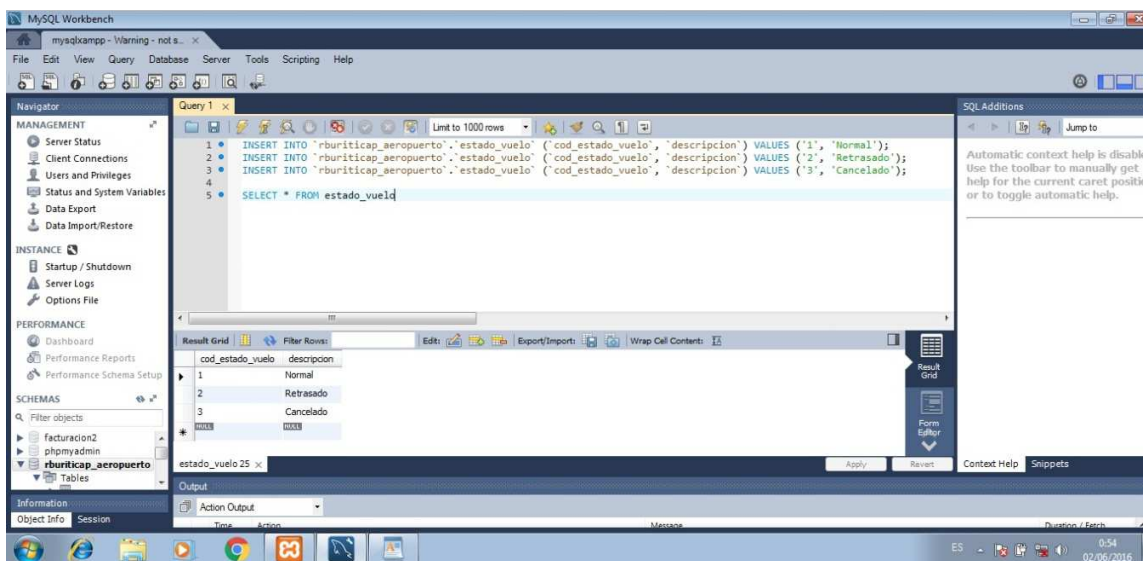 MySQL Workbench
mysqlxampp - Warning - not s...
File Edit View Query Database Server Tools Scripting Help
Navigator
MANAGEMENT
Server Status
Client Connections
Users and Privileges
Status and System Variables
Data Export
Data Import/Restore
INSTANCE
Startup / Shutdown
Server Logs
Options File
PERFORMANCE
Dashboard
Performance Reports
Performance Schema Setup
SCHEMAS
Filter objects
facturacion2
phpmyadmin
rburiticap_aeropuerto
Tables
Information
Object Info Session
Query 1
Limit to 1000 rows
1 INSERT INTO `rburiticap_aeropuerto`.`estado_vuelo` (`cod_estado_vuelo`, `descripcion`) VALUES ('1', 'Normal');
2 INSERT INTO `rburiticap_aeropuerto`.`estado_vuelo` (`cod_estado_vuelo`, `descripcion`) VALUES ('2', 'Retrasado');
3 INSERT INTO `rburiticap_aeropuerto`.`estado_vuelo` (`cod_estado_vuelo`, `descripcion`) VALUES ('3', 'Cancelado');
4
5 SELECT * FROM estado_vuelo
Result Grid Filter Rows: Edit: Export/Import: Wrap Cell Content:
cod_estado_vuelo descripcion
1 Normal
2 Retrasado
3 Cancelado
NULL NULL
Result Grid
Form Editor
estado_vuelo 25
Apply Revert
Output
Action Output
Time Action Message Duration / Fetch
SQL Additions
Jump to
Automatic context help is disabl
Use the toolbar to manually get
help for the current caret positi
or to toggle automatic help.
Context Help Snippets
ES
0:54
02/06/2016